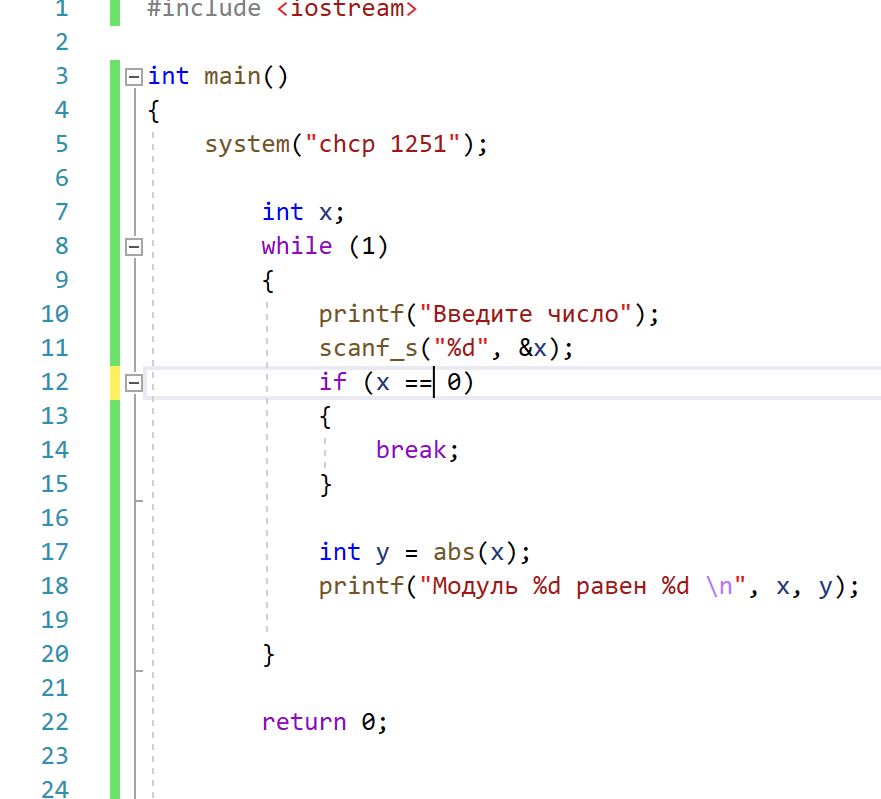 1 #include <iostream>
2
3 int main()
4 {
5 system("chcp 1251");
6
7 int x;
8 while (1)
9 {
10 printf("Введите число");
11 scanf_s("%d", &x);
12 if (x == 0)
13 {
14 break;
15 }
16
17 int y = abs(x);
18 printf("Модуль %d равен %d \n", x, y);
19
20 }
21
22 return 0;
23
24